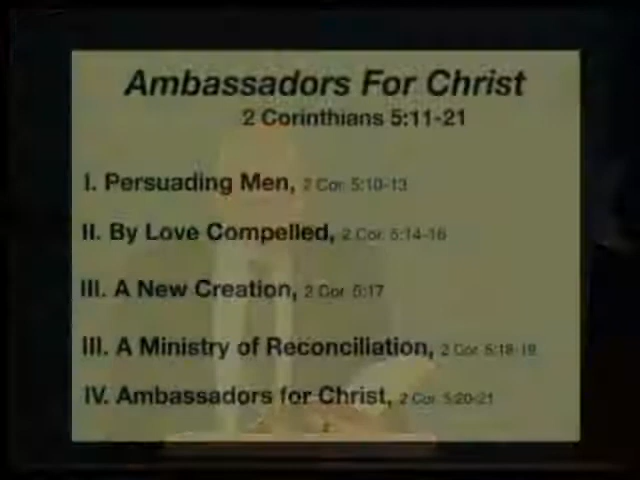 Ambassadors For Christ
2 Corinthians 5:11-21
I. Persuading Men, 2 Cor. 5:10-13
II. By Love Compelled, 2 Cor. 5:14-16
III. A New Creation, 2 Cor. 5:17
III. A Ministry of Reconciliation, 2 Cor. 5:18-19
IV. Ambassadors for Christ, 2 Cor. 5:20-21